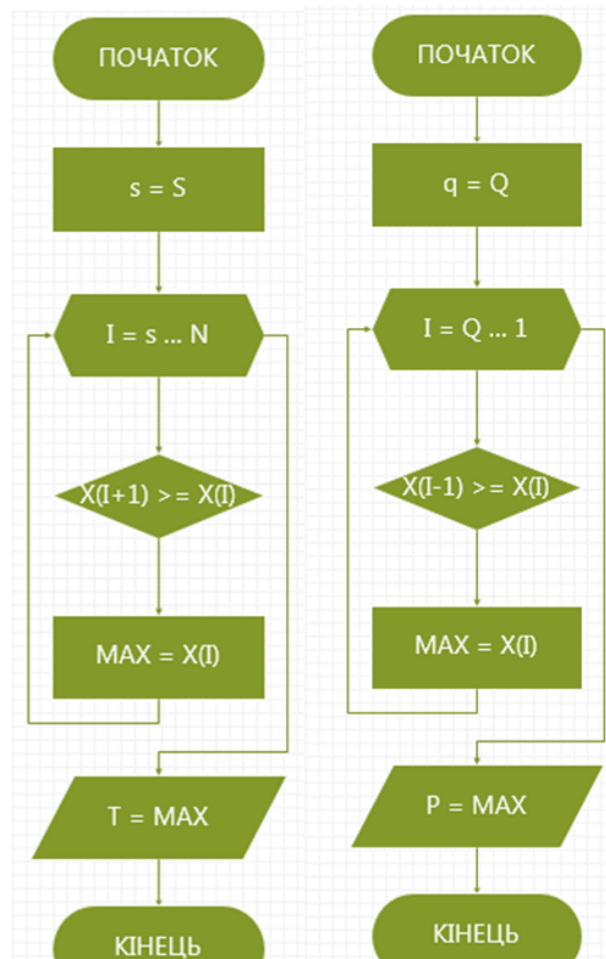 ПОЧАТОК
s = S
I = s ... N
X(I+1) >= X(I)
MAX = X(I)
T = MAX
КІНЕЦЬ
ПОЧАТОК
q = Q
I = Q ... 1
X(I-1) >= X(I)
MAX = X(I)
P = MAX
КІНЕЦЬ